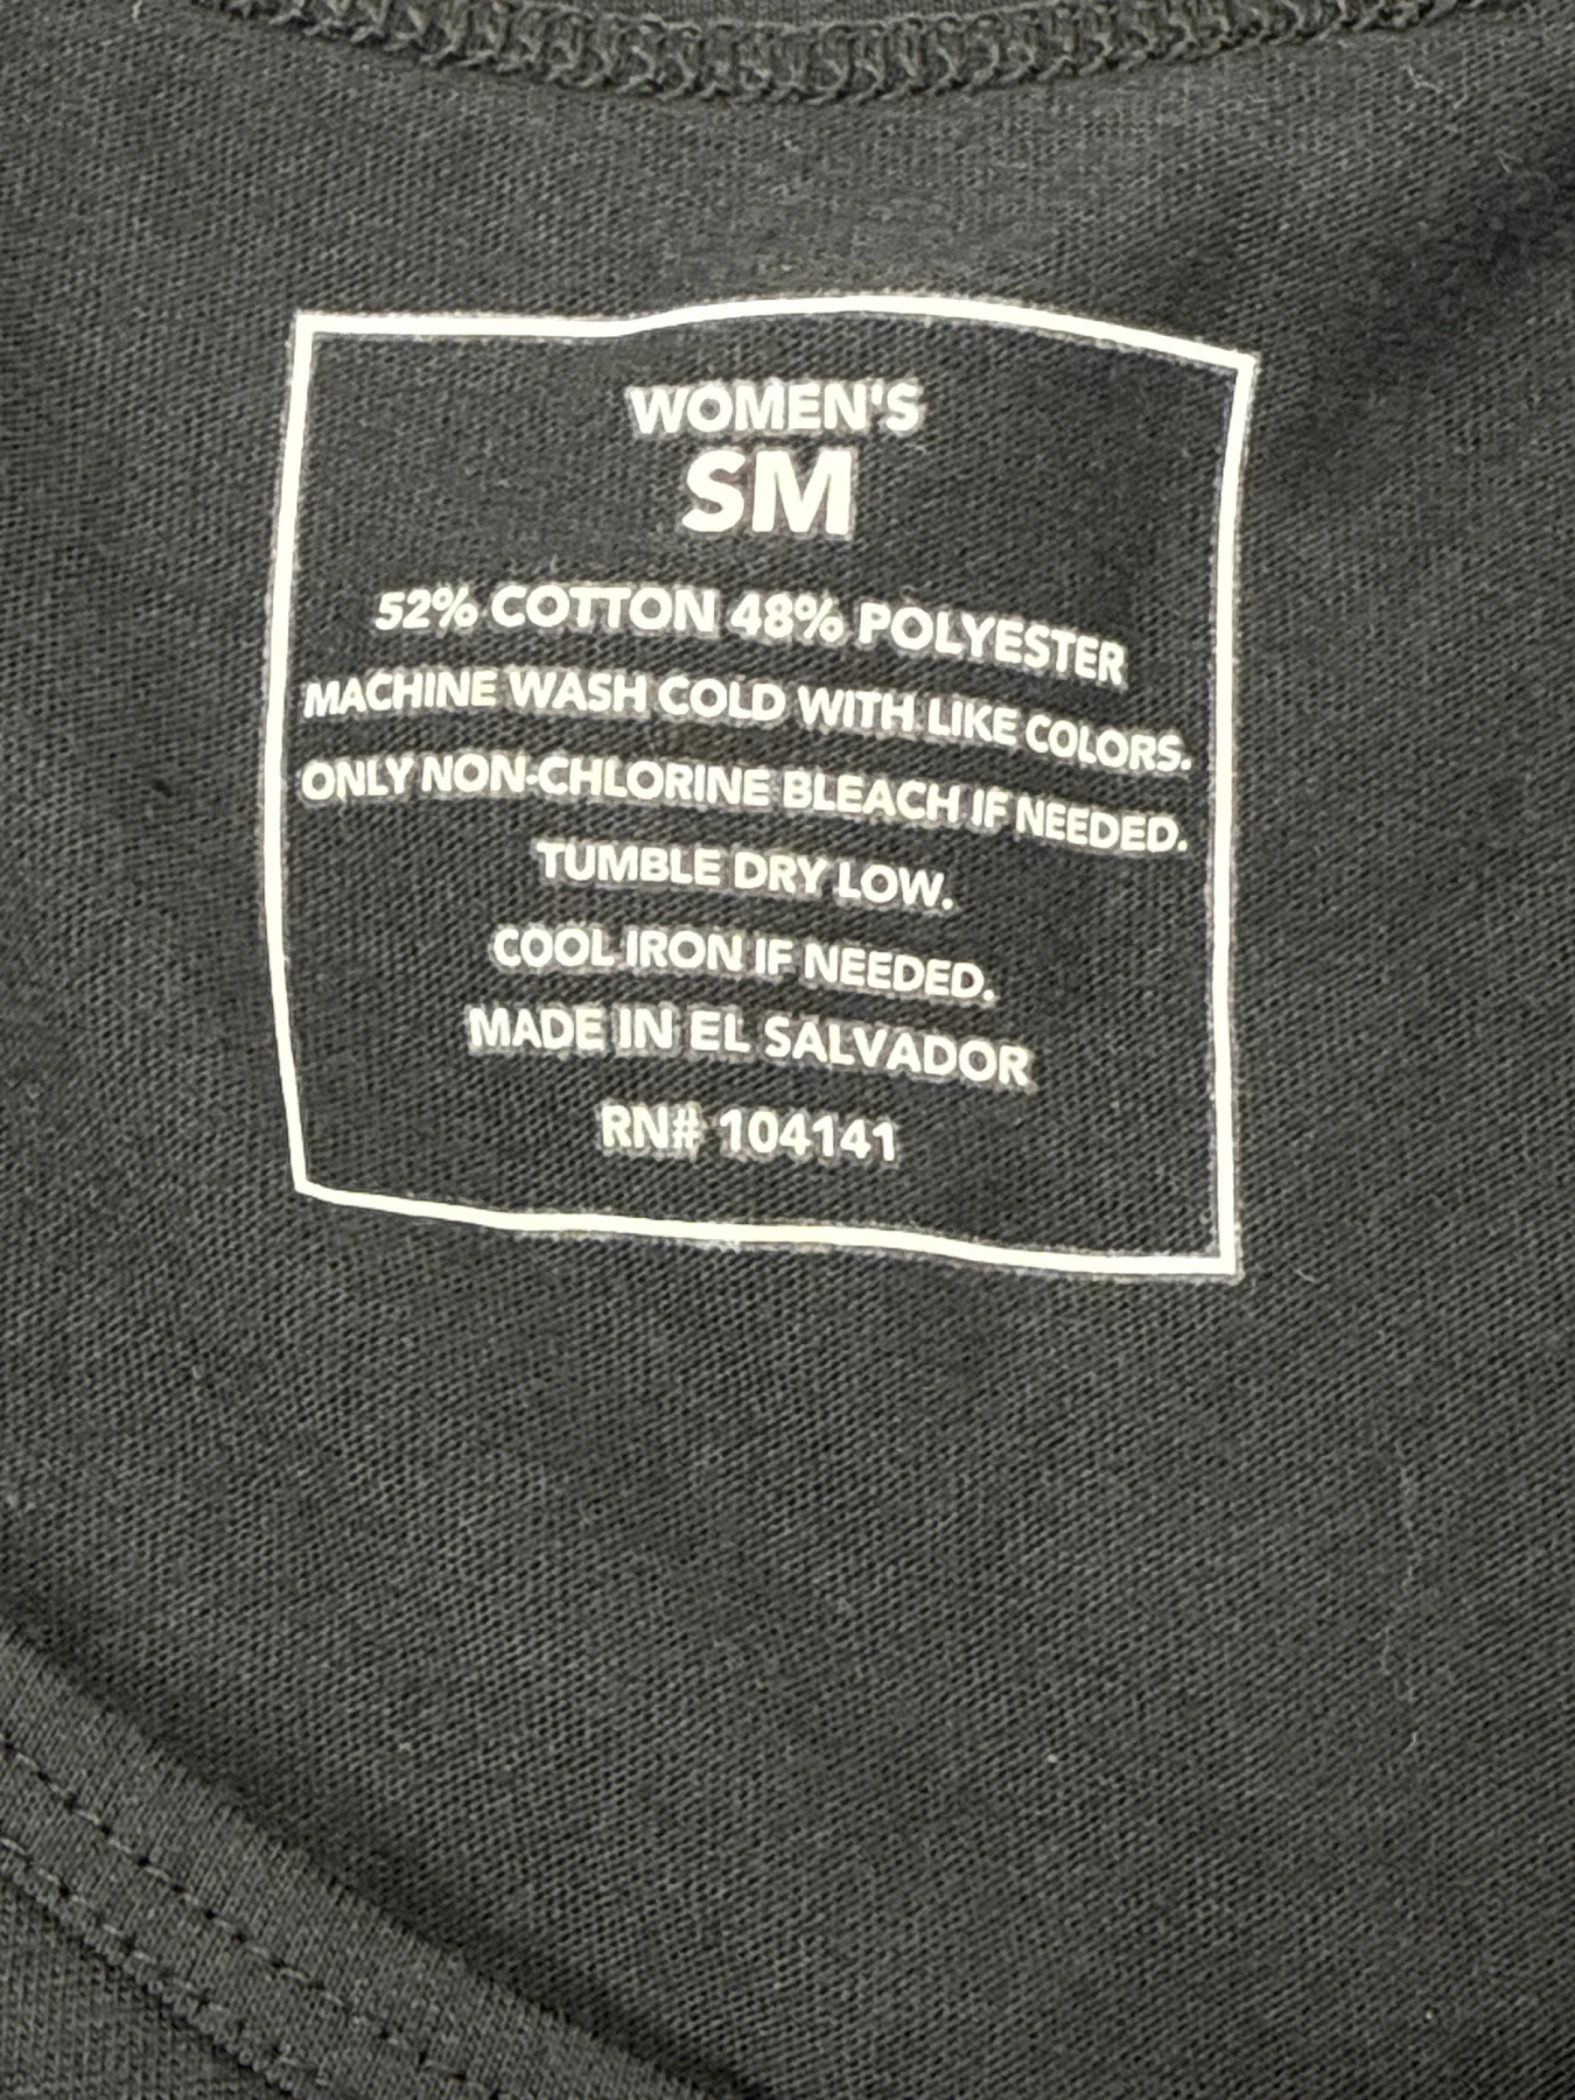 WOMEN'S
SM
52% COTTON 48% POLYESTER
MACHINE WASH COLD WITH LIKE COLORS.
ONLY NON-CHLORINE BLEACH IF NEEDED.
TUMBLE DRY LOW.
COOL IRON IF NEEDED.
MADE IN EL SALVADOR
RN# 104141